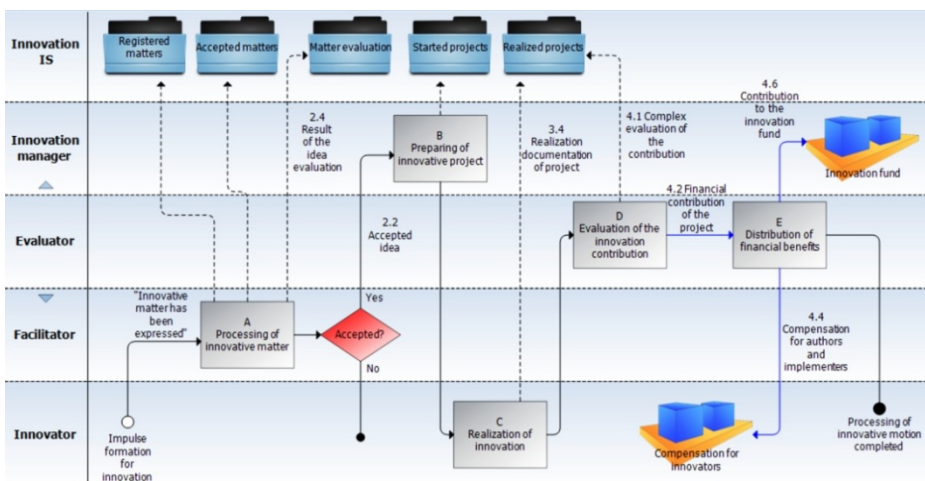 Innovation
IS
Registered
matters
Accepted matters
Matter evaluation
Started projects
Realized projects
Innovation
manager
2.4
Result
of the
idea
evaluation
B
Preparing of
innovative project
3.4
Realization
documentation
of project
4.1 Complex
evaluation of
the
contribution
4.6
Contribution
to the
innovation
fund
Innovation fund
Evaluator
2.2
Accepted
idea
D
Evaluation of the
innovation
contribution
4.2 Financial
contribution
of the
project
E
Distribution of
financial benefits
Facilitator
"Innovative
matter has
been
expressed"
A
Processing of
innovative matter
Accepted?
Yes
No
4.4
Compensation
for authors
and
implementers
Innovator
Impulse
formation
for
innovation
C
Realization of
innovation
Compensation for
innovators
Processing of
innovative motion
completed